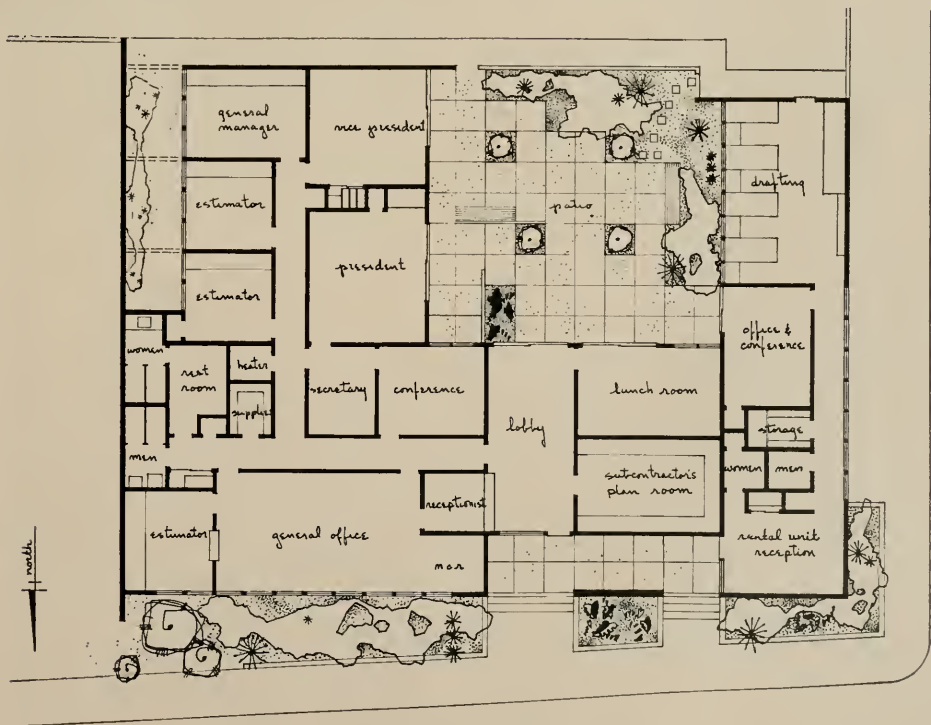 general
manager
vice president
estimator
patio
drafting
president
estimator
office &
conference
women
rest
room
heater
secretary
conference
lobby
lunch room
supplies
storage
men
women
men
subcontractor's
plan room
receptionist
estimator
general office
rental unit
reception
north